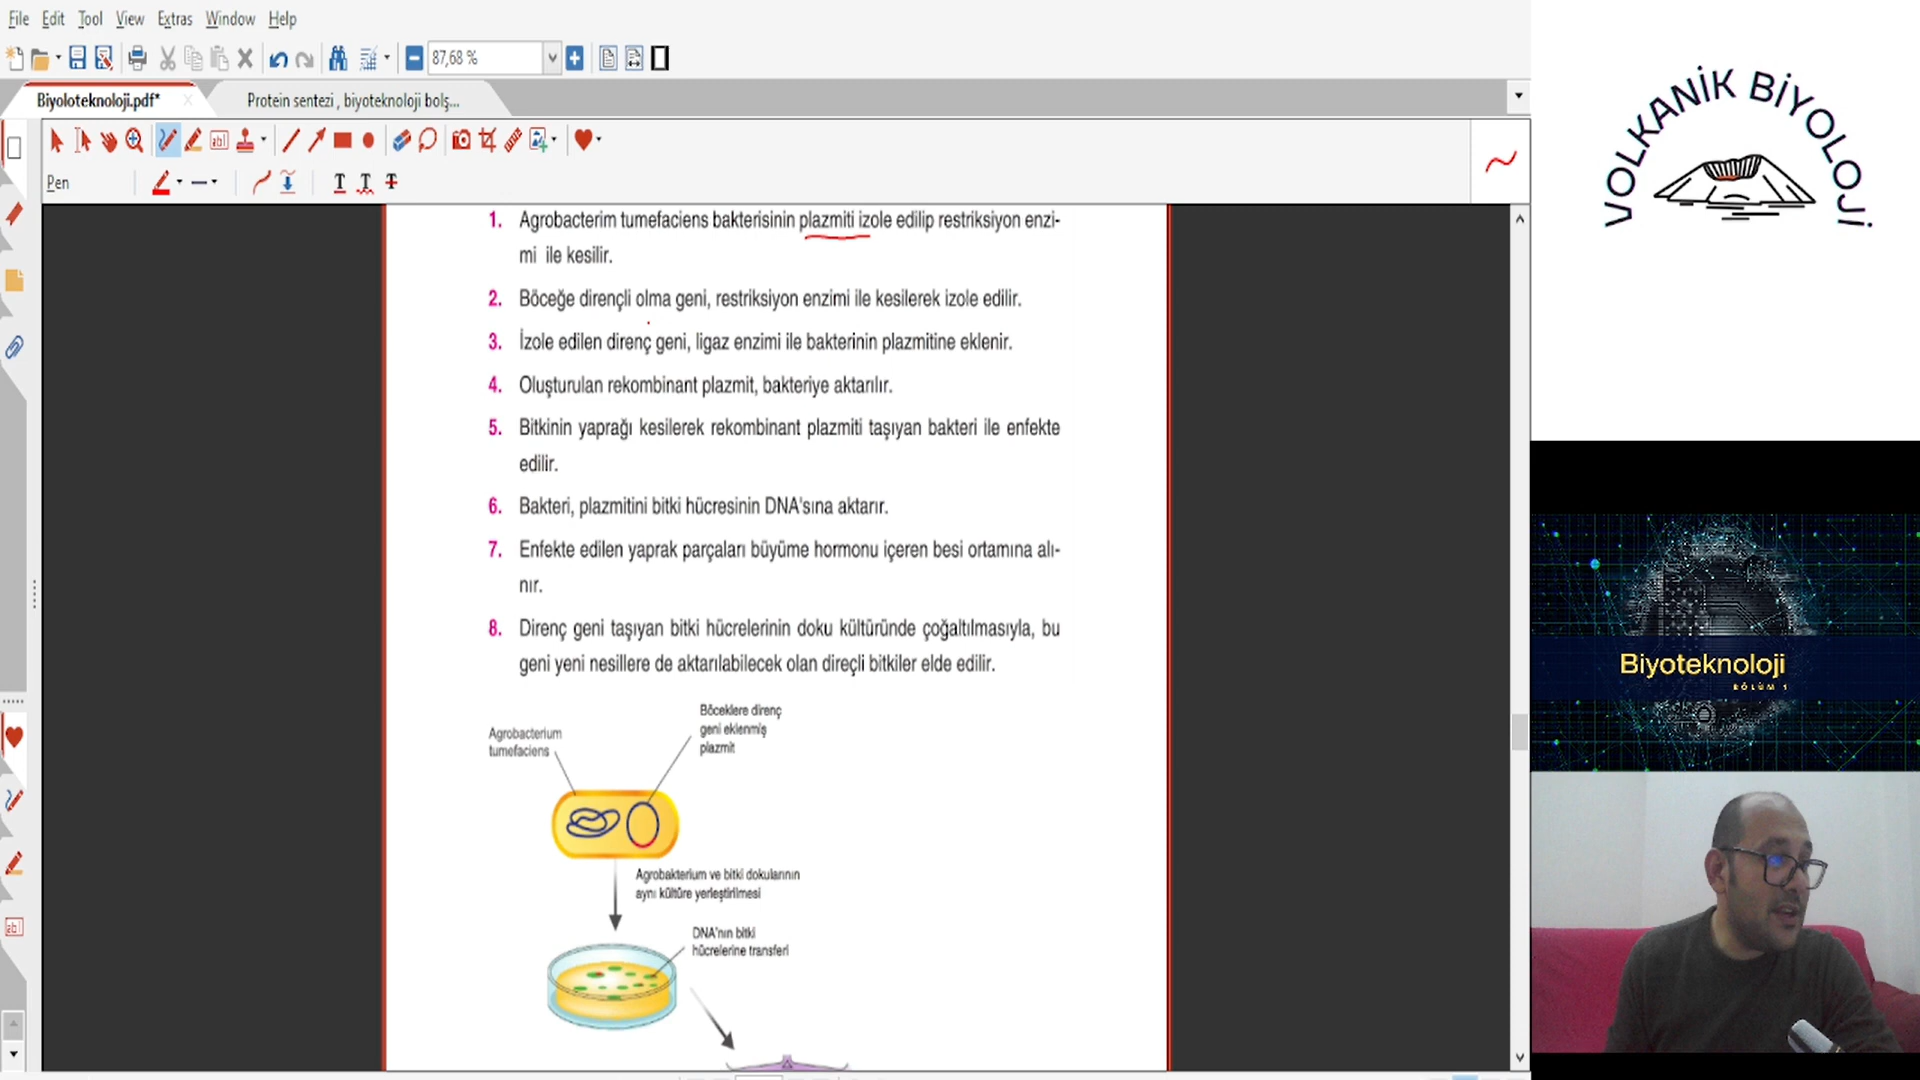 File Edit Tool View Extras Window Help
87,68 %
Biyoloteknoloji.pdf*
Protein sentezi , biyoteknoloji bolş...
Pen
1. Agrobacterim tumefaciens bakterisinin plazmiti izole edilip restriksiyon enzi-
mi ile kesilir.
2. Böceğe dirençli olma geni, restriksiyon enzimi ile kesilerek izole edilir.
3. İzole edilen direnç geni, ligaz enzimi ile bakterinin plazmitine eklenir.
4. Oluşturulan rekombinant plazmit, bakteriye aktarılır.
5. Bitkinin yaprağı kesilerek rekombinant plazmiti taşıyan bakteri ile enfekte
edilir.
6. Bakteri, plazmitini bitki hücresinin DNA'sına aktarır.
7. Enfekte edilen yaprak parçaları büyüme hormonu içeren besi ortamına alı-
nır.
8. Direnç geni taşıyan bitki hücrelerinin doku kültüründe çoğaltılmasıyla, bu
geni yeni nesillere de aktarılabilecek olan direçli bitkiler elde edilir.
Agrobacterium
tumefaciens
Böceklere direnç
geni eklenmiş
plazmit
Agrobakterium ve bitki dokularının
aynı kültüre yerleştirilmesi
DNA'nın bitki
hücrelerine transferi
VOLKANİK BİYOLOJİ
Biyoteknoloji
BÖLÜM 1